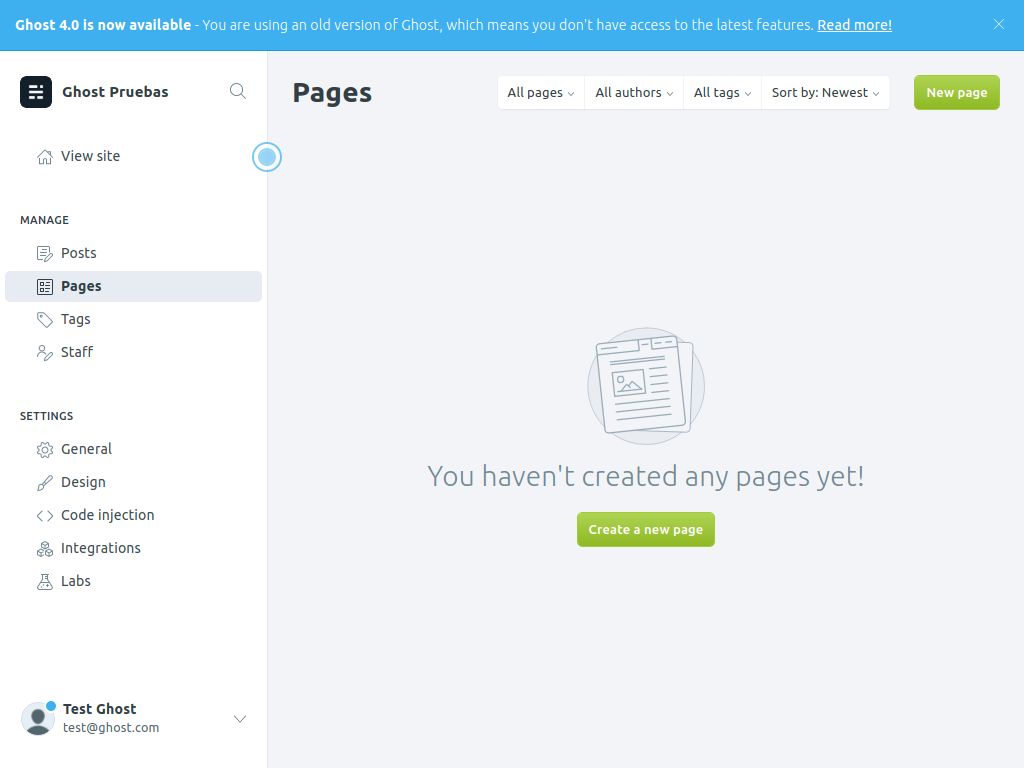 Ghost 4.0 is now available - You are using an old version of Ghost, which means you don't have access to the latest features. Read more!
Ghost Pruebas
View site
MANAGE
Posts
Pages
Tags
Staff
SETTINGS
General
Design
Code injection
Integrations
Labs
Test Ghost
test@ghost.com
Pages
All pages
All authors
All tags
Sort by: Newest
New page
You haven't created any pages yet!
Create a new page